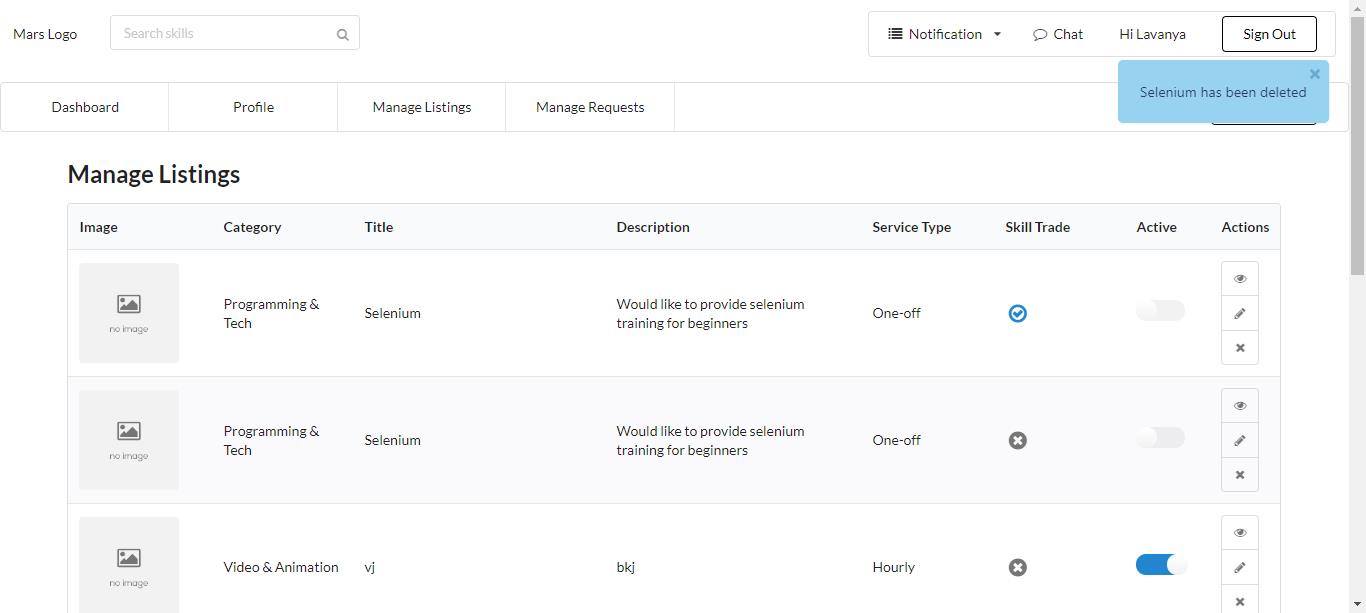 Mars Logo
Search skills
Notification
Chat
Hi Lavanya
Sign Out
Selenium has been deleted
Dashboard
Profile
Manage Listings
Manage Requests
Manage Listings
Image Category Title Description Service Type Skill Trade Active Actions
no image
Programming &
Tech
Selenium
Would like to provide selenium
training for beginners
One-off
no image
Programming &
Tech
Selenium
Would like to provide selenium
training for beginners
One-off
no image
Video & Animation
vj
bkj
Hourly